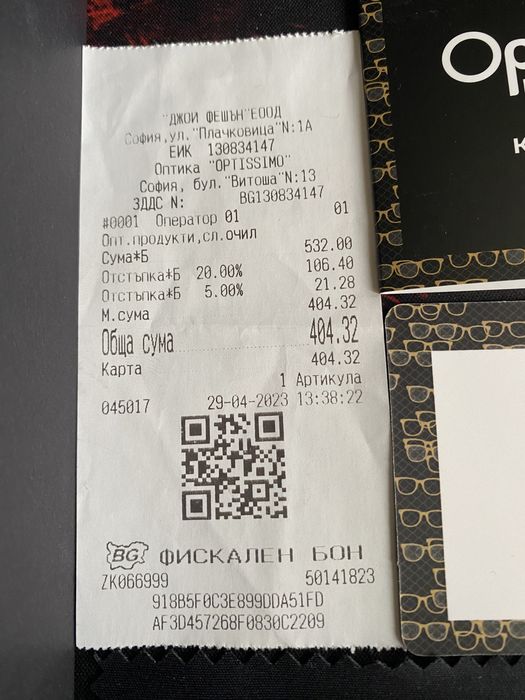 "ДЖОИ ФЕШЪН"ЕООД
София,ул."Плачковица"N:1А
ЕИК 130834147
Оптика "OPTISSIMO"
София, бул."Витоша"N:13
ЗДДС N: BG130834147
#0001 Оператор 01 01
Опт.продукти,сл.очил
Сума*Б 532.00
Отстъпка*Б 20.00% 106.40
Отстъпка*Б 5.00% 21.28
М.сума 404.32
Обща сума 404.32
Карта 404.32
1 Артикула
045017 29-04-2023 13:38:22
BG ФИСКАЛЕН БОН
ZK066999 50141823
918B5F0C3E899DDA51FD
AF3D457268F0830C2209
Op
к